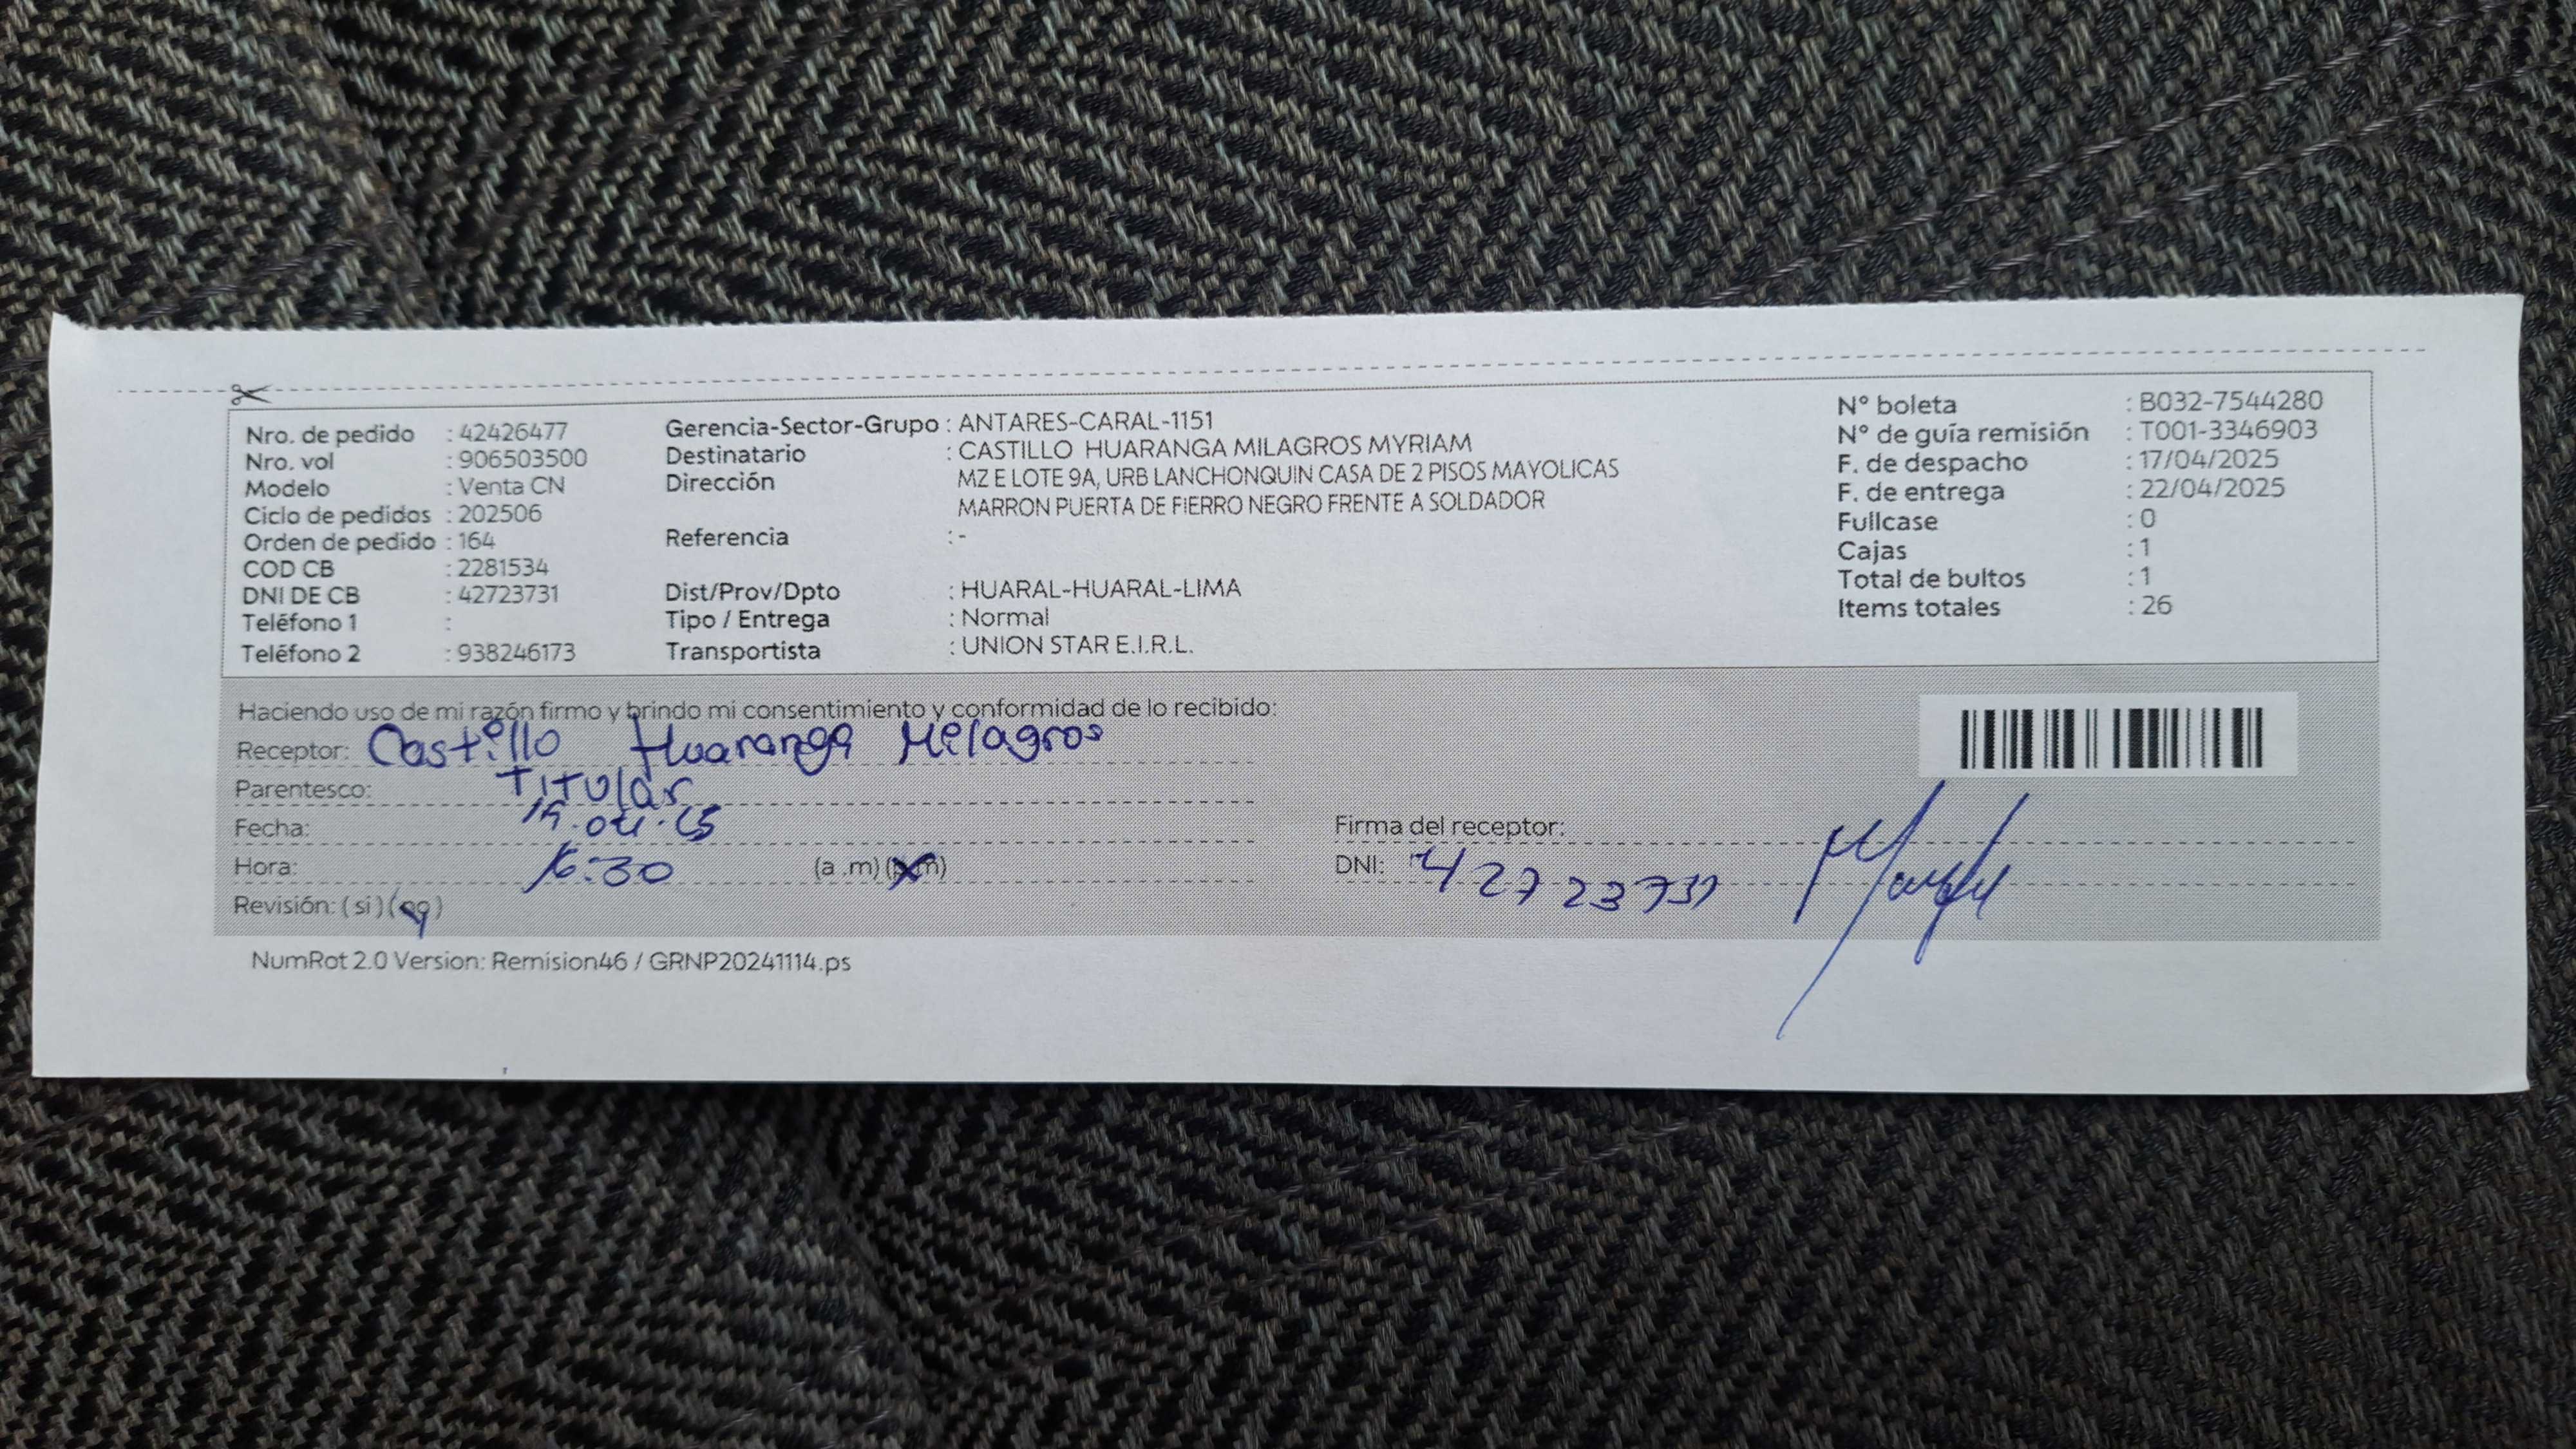 Nro. de pedido : 42426477
Nro. vol : 906503500
Modelo : Venta CN
Ciclo de pedidos : 202506
Orden de pedido : 164
COD CB : 2281534
DNI DE CB : 42723731
Teléfono 1 :
Teléfono 2 : 938246173
Gerencia-Sector-Grupo : ANTARES-CARAL-1151
Destinatario : CASTILLO HUARANGA MILAGROS MYRIAM
Dirección MZ E LOTE 9A, URB LANCHONQUIN CASA DE 2 PISOS MAYOLICAS
MARRON PUERTA DE FIERRO NEGRO FRENTE A SOLDADOR
Referencia : -
Dist/Prov/Dpto : HUARAL-HUARAL-LIMA
Tipo / Entrega : Normal
Transportista : UNION STAR E.I.R.L.
N° boleta : B032-7544280
N° de guía remisión : T001-3346903
F. de despacho : 17/04/2025
F. de entrega : 22/04/2025
Fullcase : 0
Cajas : 1
Total de bultos : 1
Items totales : 26
Haciendo uso de mi razón firmo y brindo mi consentimiento y conformidad de lo recibido:
Receptor: Castillo Huaranga Milagros
Parentesco: TITular
Fecha:
Hora: 16:30 (a .m) (p.m)
Revisión: ( si ) ( no )
Firma del receptor:
DNI: 42723731
NumRot 2.0 Version: Remision46 / GRNP20241114.ps